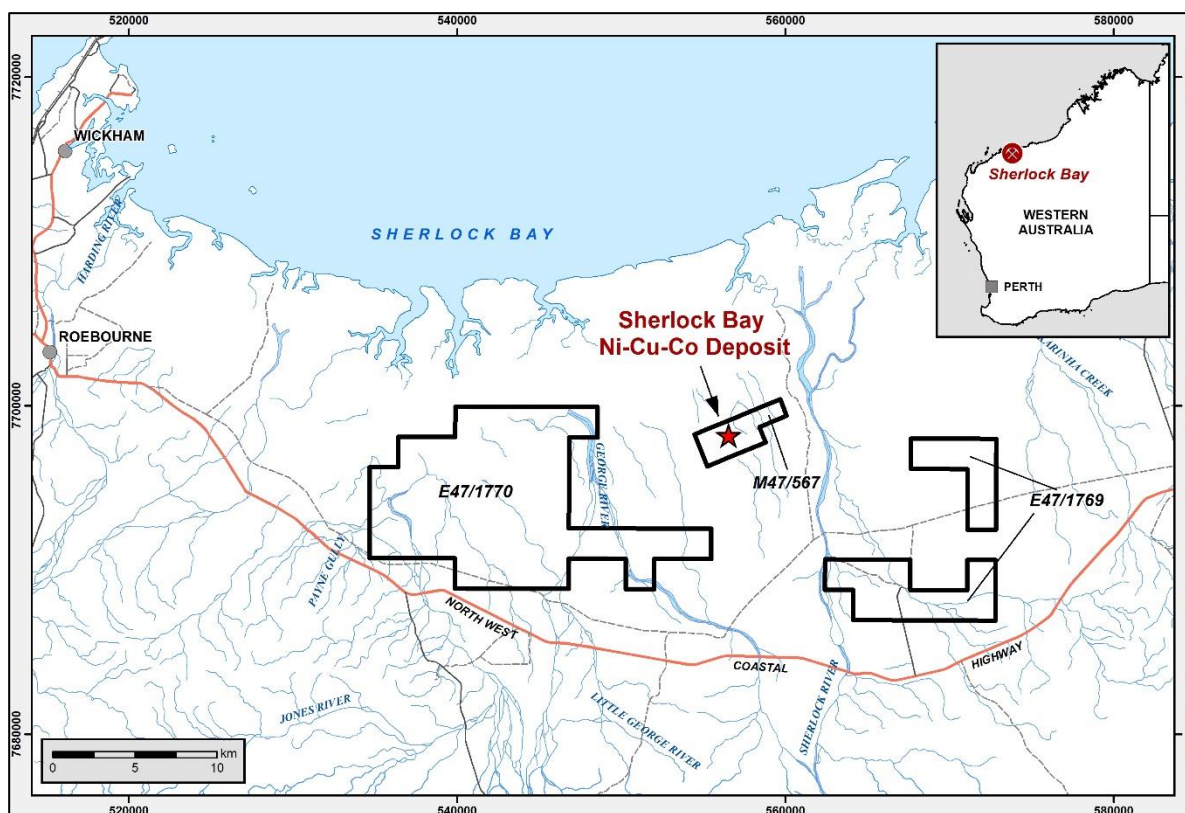 520000
540000
560000
580000
7720000
WICKHAM
HARDING RIVER
SHERLOCK BAY
Sherlock Bay
WESTERN
AUSTRALIA
PERTH
ROEBOURNE
Sherlock Bay
Ni-Cu-Co Deposit
KARINHA CREEK
7700000
GEORGE RIVER
E47/1770
M47/567
E47/1769
PAYNE GULLY
NORTH WEST
COASTAL
HIGHWAY
JONES RIVER
LITTLE GEORGE RIVER
SHERLOCK RIVER
7680000
km
0
5
10
520000
540000
560000
580000